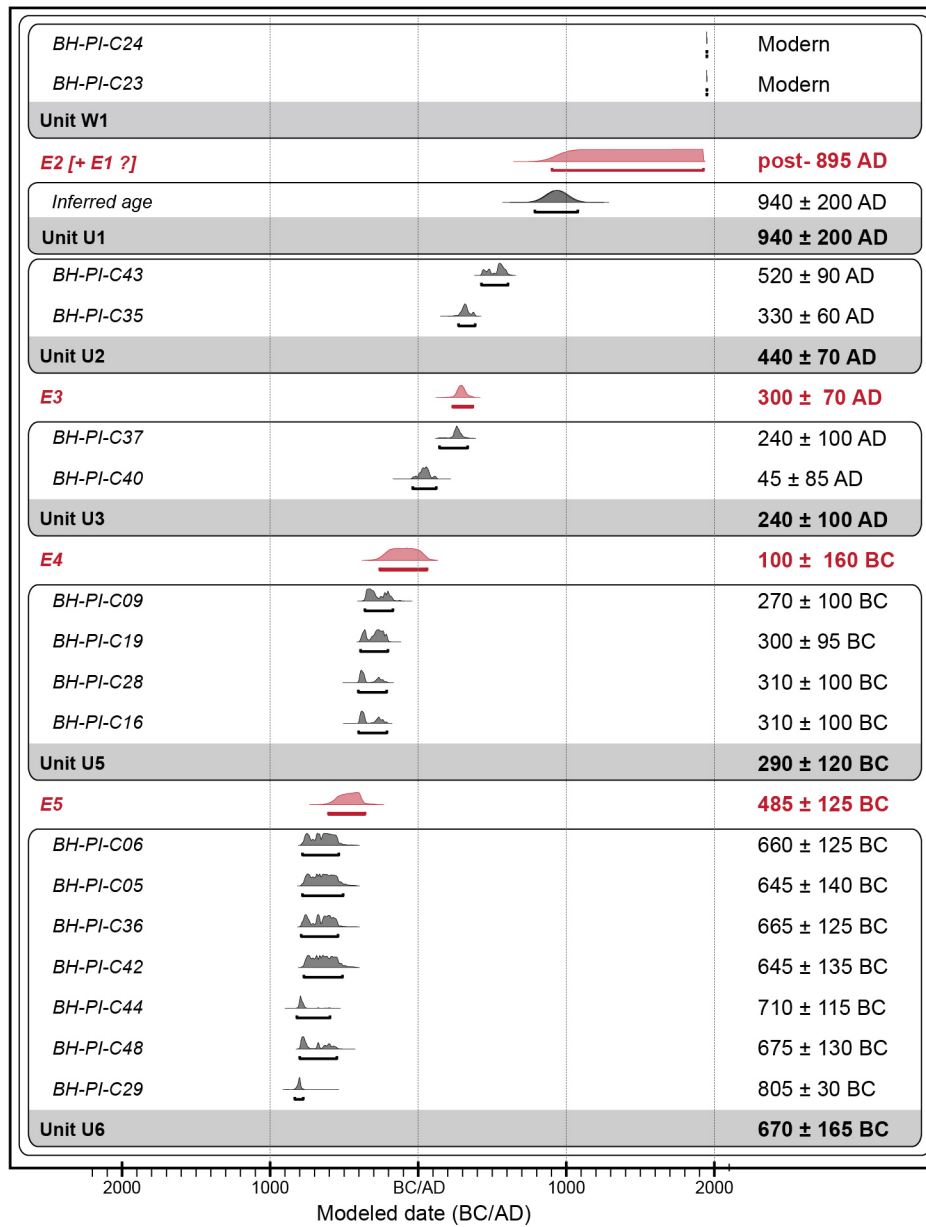 BH-PI-C24 Modern
BH-PI-C23 Modern
Unit W1
E2 [+ E1 ?] post- 895 AD
Inferred age 940 ± 200 AD
Unit U1 940 ± 200 AD
BH-PI-C43 520 ± 90 AD
BH-PI-C35 330 ± 60 AD
Unit U2 440 ± 70 AD
E3 300 ± 70 AD
BH-PI-C37 240 ± 100 AD
BH-PI-C40 45 ± 85 AD
Unit U3 240 ± 100 AD
E4 100 ± 160 BC
BH-PI-C09 270 ± 100 BC
BH-PI-C19 300 ± 95 BC
BH-PI-C28 310 ± 100 BC
BH-PI-C16 310 ± 100 BC
Unit U5 290 ± 120 BC
E5 485 ± 125 BC
BH-PI-C06 660 ± 125 BC
BH-PI-C05 645 ± 140 BC
BH-PI-C36 665 ± 125 BC
BH-PI-C42 645 ± 135 BC
BH-PI-C44 710 ± 115 BC
BH-PI-C48 675 ± 130 BC
BH-PI-C29 805 ± 30 BC
Unit U6 670 ± 165 BC
2000 1000 BC/AD 1000 2000
Modeled date (BC/AD)